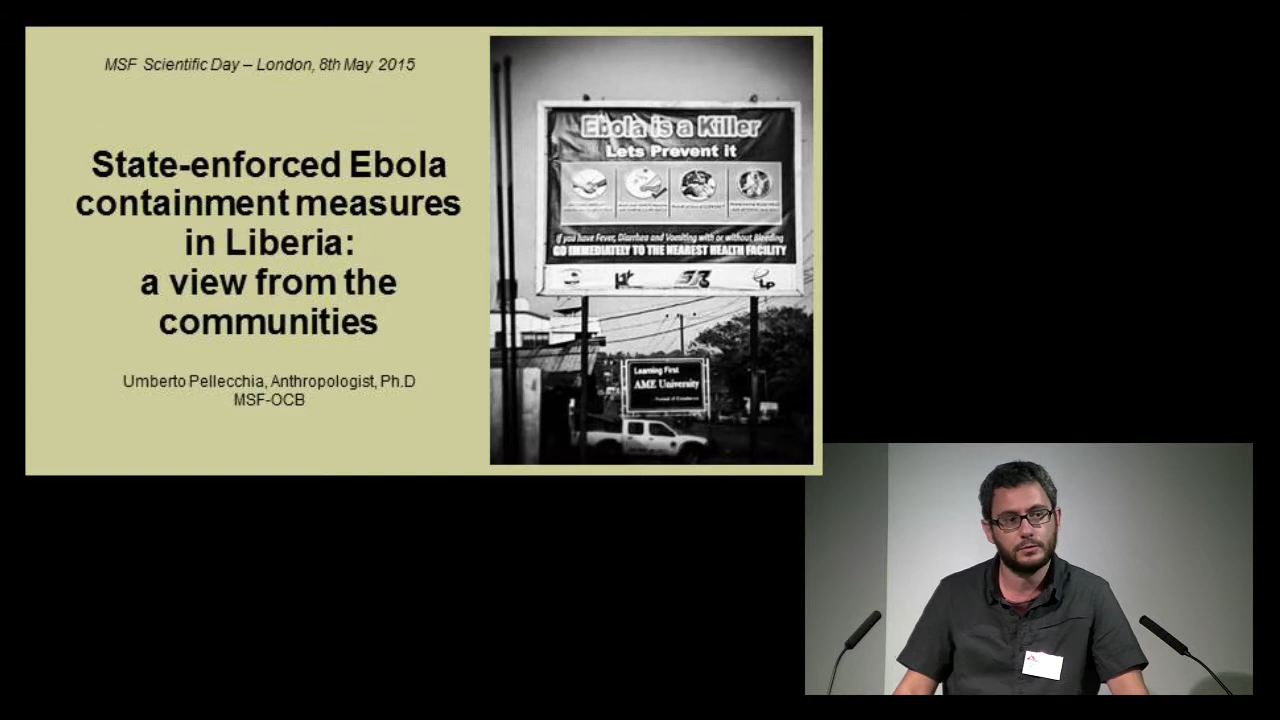 MSF Scientific Day – London, 8th May 2015
State-enforced Ebola
containment measures
in Liberia:
a view from the
communities
Umberto Pellecchia, Anthropologist, Ph.D
MSF-OCB
Ebola is a Killer
Lets Prevent it
If you have Fever, Diarrhea and Vomiting with or without Bleeding
GO IMMEDIATELY TO THE NEAREST HEALTH FACILITY
Learning First
AME University